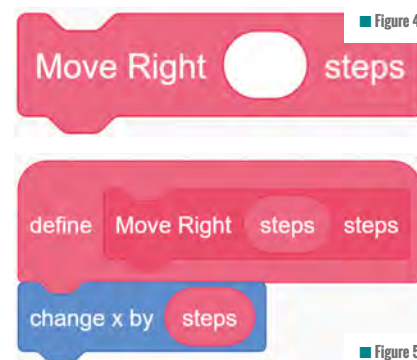 ■ Figure 4
Move Right steps
define Move Right steps steps
change x by steps
■ Figure 5